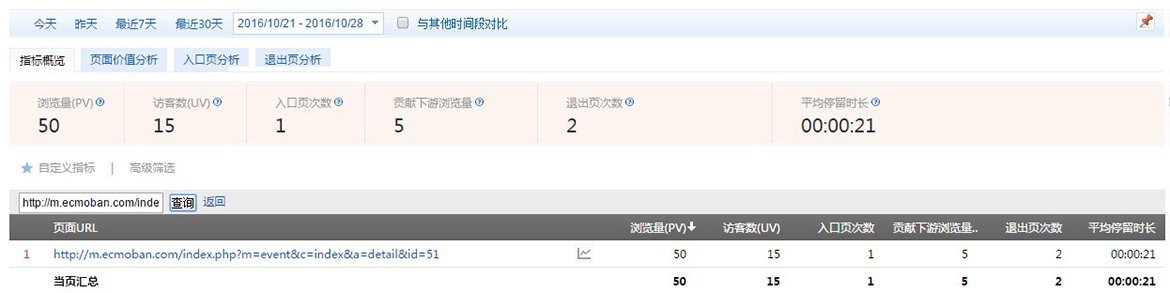 今天 昨天 最近7天 最近30天 2016/10/21 - 2016/10/28 与其他时间段对比
指标概览 页面价值分析 入口页分析 退出页分析
浏览量(PV) 访客数(UV) 入口页次数 贡献下游浏览量 退出页次数 平均停留时长
50 15 1 5 2 00:00:21
自定义指标 | 高级筛选
http://m.ecmoban.com/inde 查询 返回
页面URL 浏览量(PV) 访客数(UV) 入口页次数 贡献下游浏览量.. 退出页次数 平均停留时长
1 http://m.ecmoban.com/index.php?m=event&c=index&a=detail&id=51 50 15 1 5 2 00:00:21
当页汇总 50 15 1 5 2 00:00:21